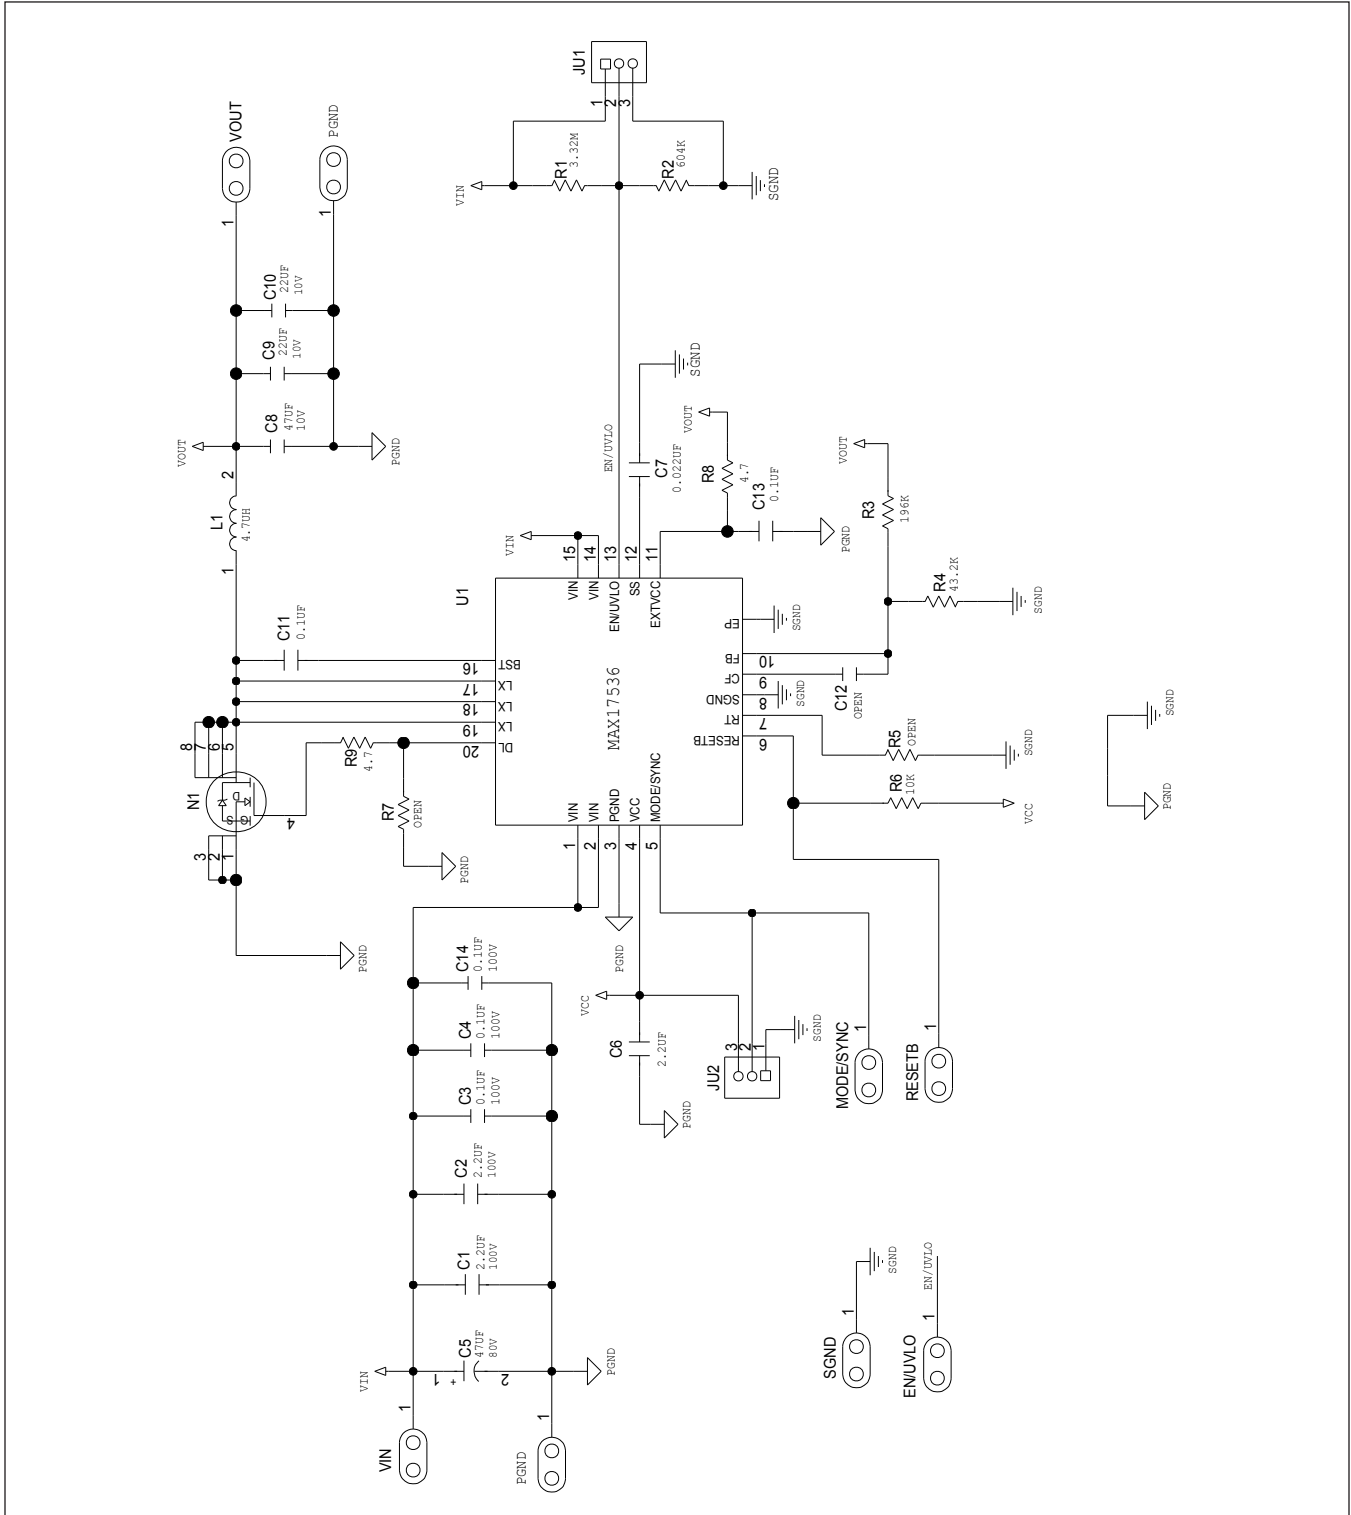 JU1
1
2
3
VOUT
PGND
1
1
VIN
R1
3.32M
R2
604K
SGND
C10
22UF
10V
C9
22UF
10V
C8
47UF
10V
VOUT
PGND
2
L1
4.7UH
1
EN/UVLO
C7
0.022UF
SGND
VOUT
R8
4.7
C13
0.1UF
PGND
VOUT
R3
196K
R4
43.2K
SGND
VIN
15
14
13
12
11
VIN
VIN
EN/UVLO
SS
EXTVCC
U1
MAX17536
C11
0.1UF
16
17
18
19
20
BST
LX
LX
LX
DL
EP
FB
CF
SGND
RT
RESETB
10
9
8
7
6
SGND
SGND
C12
OPEN
R5
OPEN
SGND
R6
10K
VCC
8
7
6
5
N1
D
G
S
4
3
2
1
R9
4.7
R7
OPEN
PGND
PGND
VIN
VIN
PGND
VCC
MODE/SYNC
1
2
3
4
5
PGND
SGND
PGND
C14
0.1UF
100V
C4
0.1UF
100V
C3
0.1UF
100V
C2
2.2UF
100V
C1
2.2UF
100V
C5
47UF
80V
1
+
2
VIN
PGND
VIN
1
PGND
1
VCC
C6
2.2UF
PGND
JU2
3
2
1
SGND
MODE/SYNC
1
RESETB
1
SGND
1
SGND
EN/UVLO
1
EN/UVLO